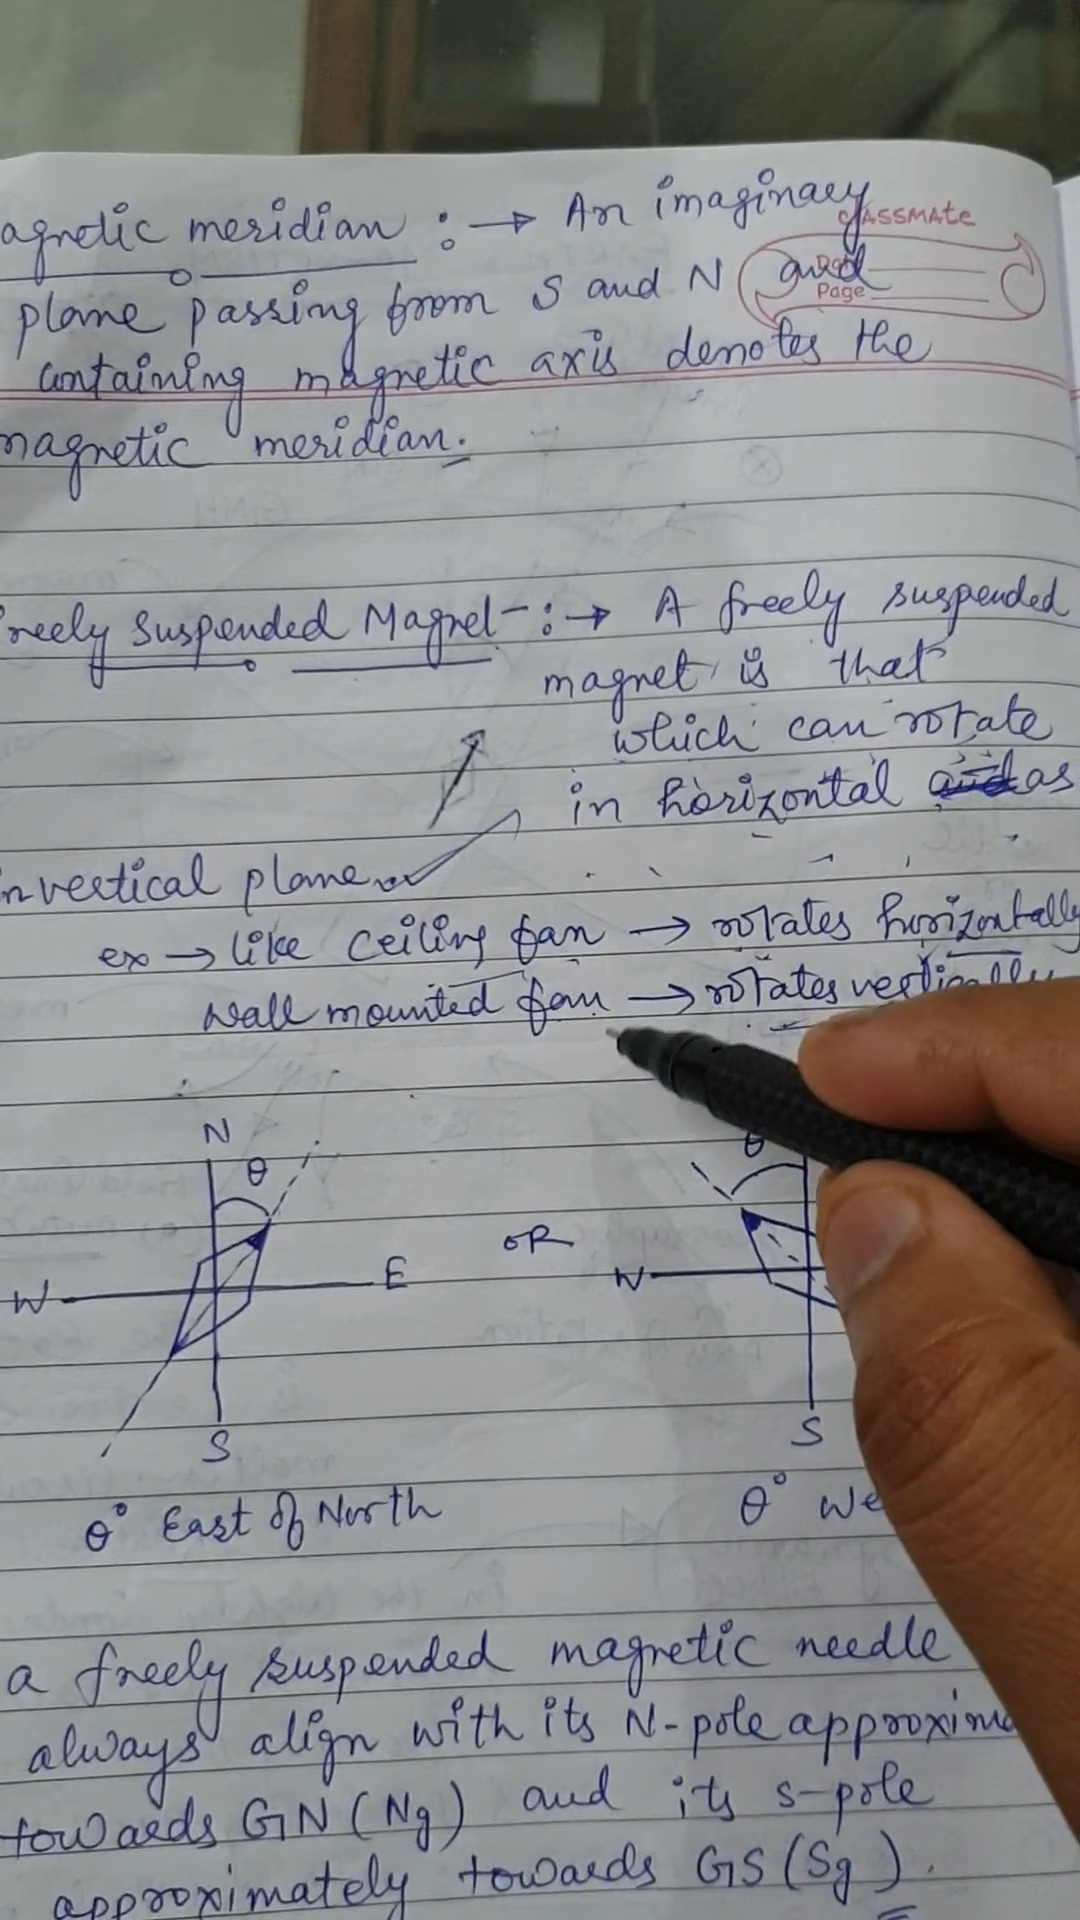 agnetic meridian :→ An imaginary
CLASSMATE
plane passing from S and N and
Page
containing magnetic axis denotes the
magnetic meridian.
reely suspended Magnet :→ A freely suspended
magnet is that
which can rotate
in horizontal as
n vertical plane
ex → like ceiling fan → rotates horizontally
wall mounted fan → rotates vertically
N
θ
θ
W
E
OR
W
S
S
θ° East of North
θ° We
a freely suspended magnetic needle
always align with its N-pole approxima
towards GN (Ng) and its s-pole
approximately towards GS (Sg).